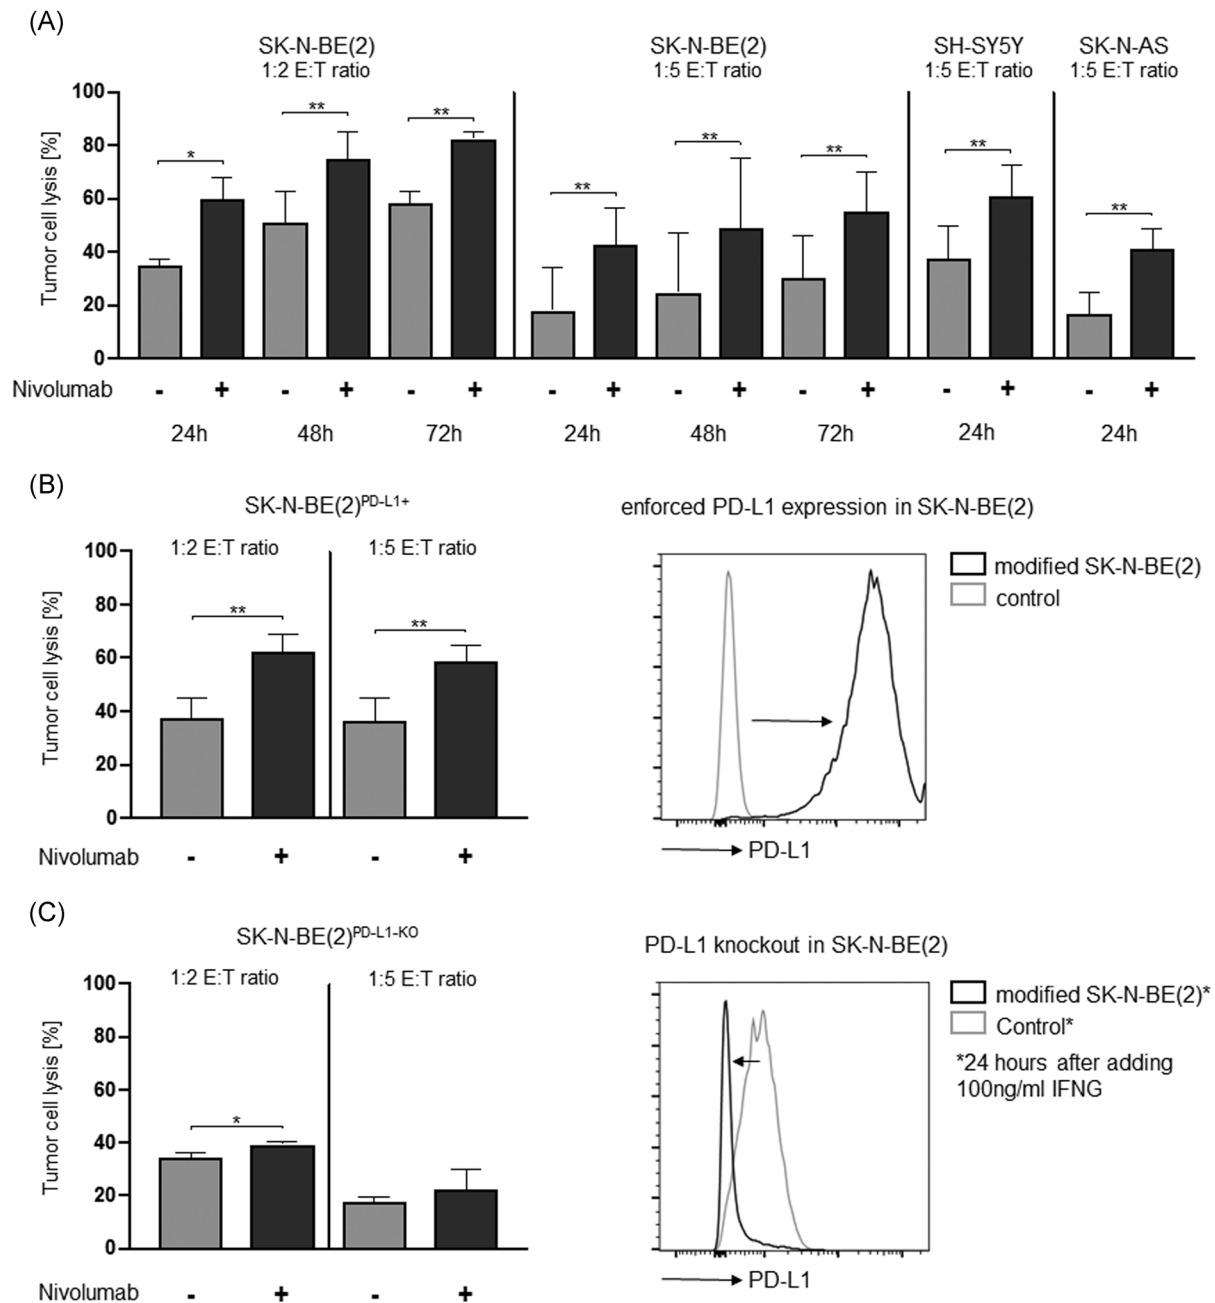 (A)
SK-N-BE(2)
1:2 E:T ratio
SK-N-BE(2)
1:5 E:T ratio
SH-SY5Y
1:5 E:T ratio
SK-N-AS
1:5 E:T ratio
Tumor cell lysis [%]
100
80
60
40
20
0
* ** ** ** ** ** ** **
Nivolumab - + - + - + - + - + - + - + - +
24h 48h 72h 24h 48h 72h 24h 24h
(B)
SK-N-BE(2)PD-L1+
1:2 E:T ratio 1:5 E:T ratio
Tumor cell lysis [%]
100
80
60
40
20
0
** **
Nivolumab - + - +
enforced PD-L1 expression in SK-N-BE(2)
modified SK-N-BE(2)
control
PD-L1
(C)
SK-N-BE(2)PD-L1-KO
1:2 E:T ratio 1:5 E:T ratio
Tumor cell lysis [%]
100
80
60
40
20
0
*
Nivolumab - + - +
PD-L1 knockout in SK-N-BE(2)
modified SK-N-BE(2)*
Control*
*24 hours after adding
100ng/ml IFNG
PD-L1